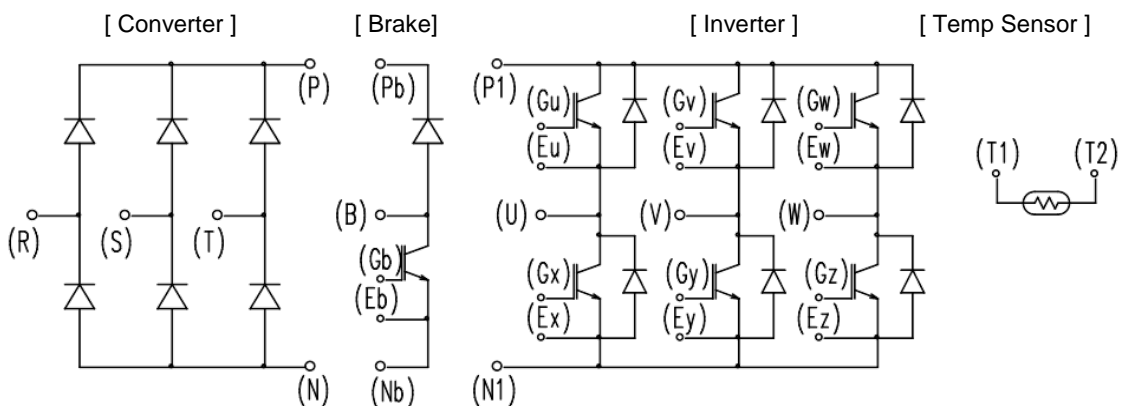 [ Converter ] [ Brake] [ Inverter ] [ Temp Sensor ]
(P) (Pb) (P1)
(Gu) (Gv) (Gw)
(Eu) (Ev) (Ew)
(T1) (T2)
(R) (S) (T) (B) (U) (V) (W)
(Gb) (Gx) (Gy) (Gz)
(Eb) (Ex) (Ey) (Ez)
(N) (Nb) (N1)